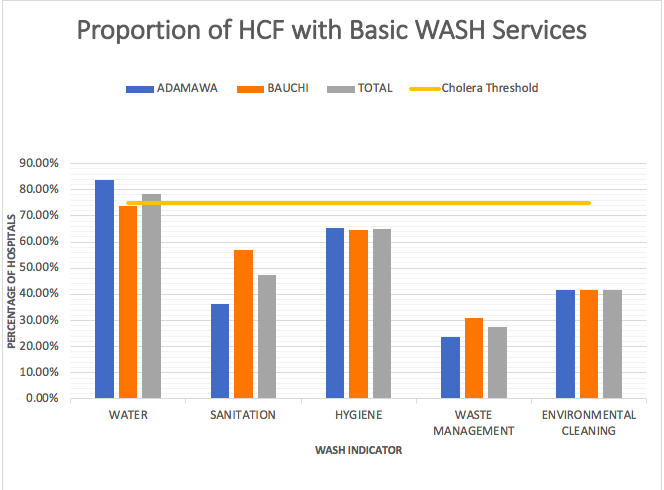 Proportion of HCF with Basic WASH Services
ADAMAWA BAUCHI TOTAL Cholera Threshold
90.00%
80.00%
70.00%
60.00%
50.00%
40.00%
30.00%
20.00%
10.00%
0.00%
PERCENTAGE OF HOSPITALS
WATER SANITATION HYGIENE WASTE ENVIRONMENTAL
MANAGEMENT CLEANING
WASH INDICATOR